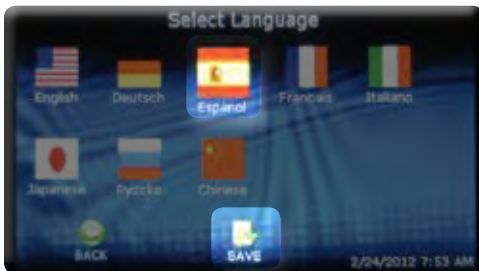 Select Language
English Deutsch Espanol Francais Italiano
Japanese Русско Chinese
BACK SAVE 2/24/2012 7:53 AM